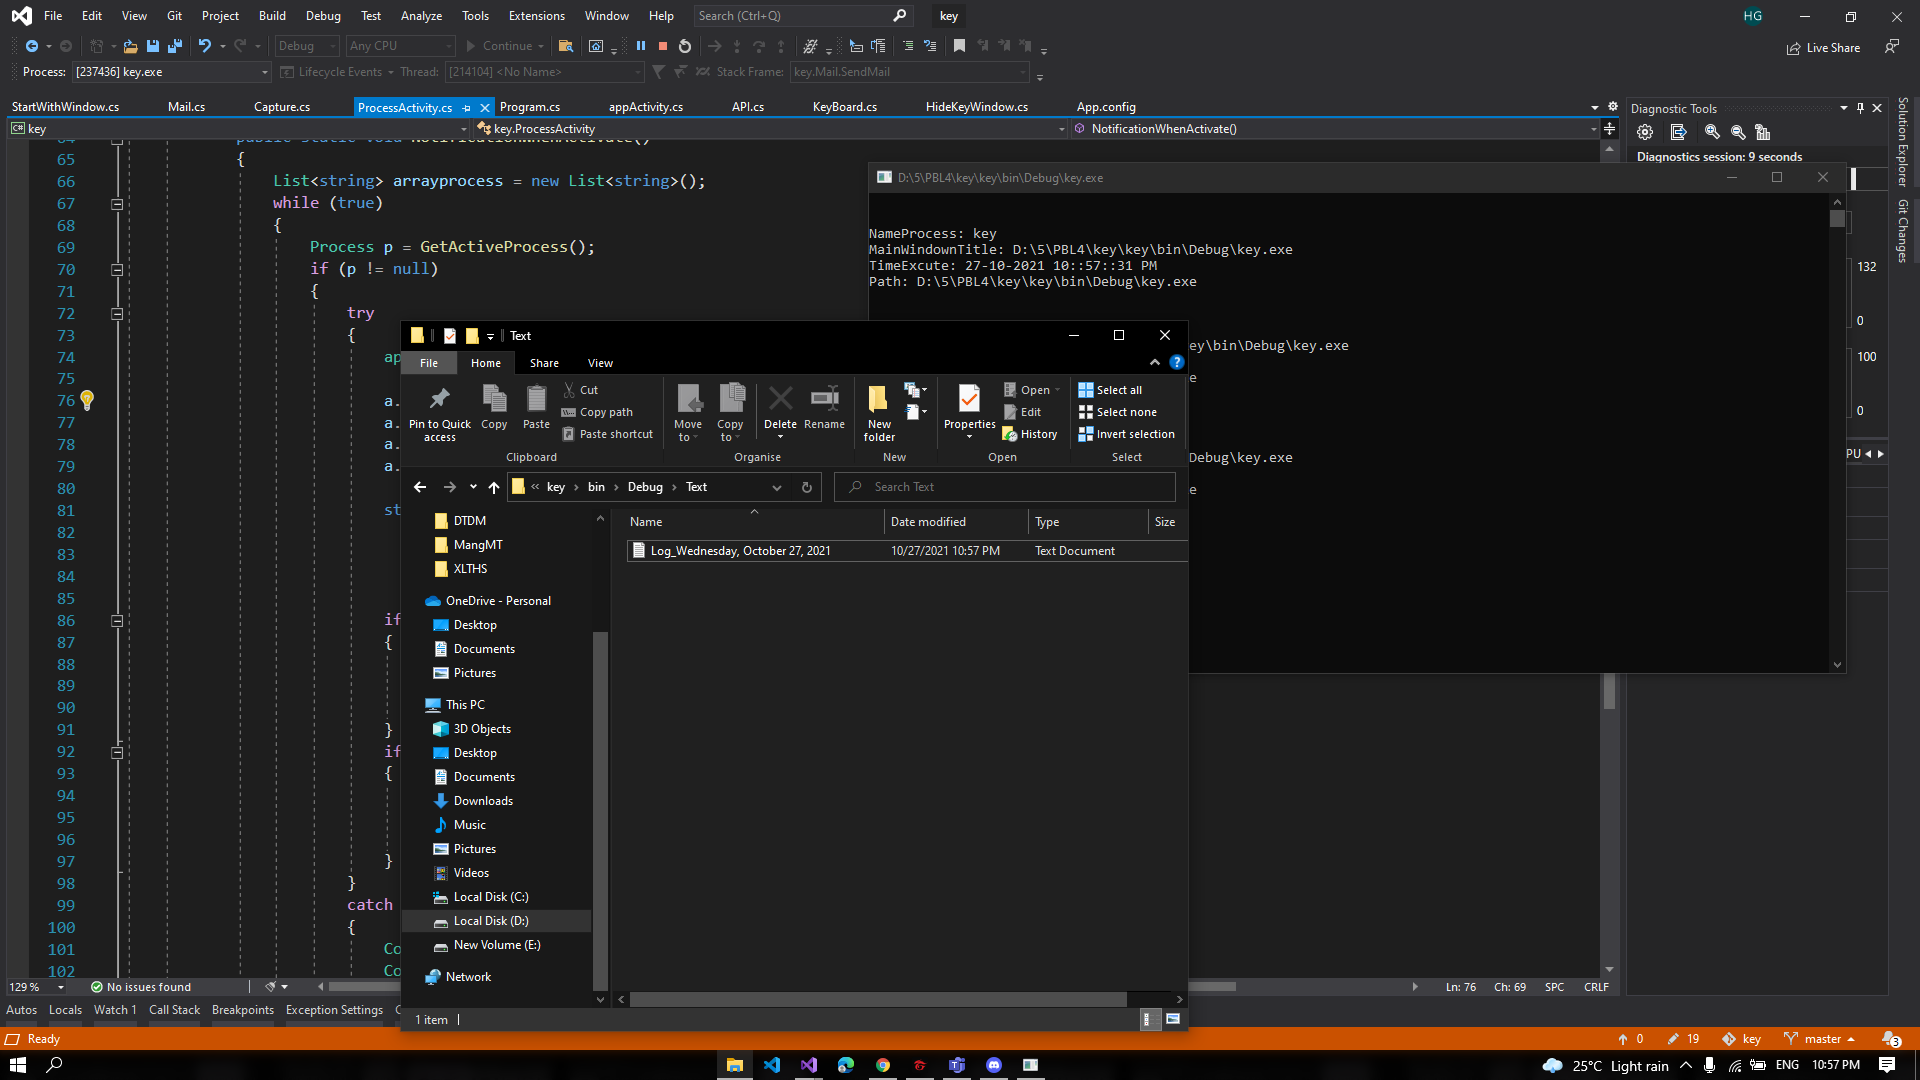 File Edit View Git Project Build Debug Test Analyze Tools Extensions Window Help Search (Ctrl+Q) key HG
Debug Any CPU Continue Live Share
Process: [237436] key.exe Lifecycle Events Thread: [214104] <No Name> Stack Frame: key.Mail.SendMail
StartWithWindow.cs Mail.cs Capture.cs ProcessActivity.cs Program.cs appActivity.cs API.cs KeyBoard.cs HideKeyWindow.cs App.config
C# key key.ProcessActivity NotificationWhenActivate()
Diagnostic Tools
Diagnostics session: 9 seconds
132
0
100
0
PU
Solution Explorer
Git Changes
64 public static void NotificationWhenActivate()
65 {
66 List<string> arrayprocess = new List<string>();
67 while (true)
68 {
69 Process p = GetActiveProcess();
70 if (p != null)
71 {
72 try
73 {
74 ap
75
76 a.
77 a.
78 a.
79 a.
80
81 st
82
83
84
85
86 if
87 {
88
89
90
91 }
92 if
93 {
94
95
96
97 }
98 }
99 catch
100 {
101 Co
102 Co
D:\5\PBL4\key\key\bin\Debug\key.exe
NameProcess: key
MainWindownTitle: D:\5\PBL4\key\key\bin\Debug\key.exe
TimeExcute: 27-10-2021 10::57::31 PM
Path: D:\5\PBL4\key\key\bin\Debug\key.exe
ey\bin\Debug\key.exe
e
Debug\key.exe
e
Text
File Home Share View
Pin to Quick access Copy Paste Cut Copy path Paste shortcut
Clipboard
Move to Copy to Delete Rename
Organise
New folder
New
Properties Open Edit History
Open
Select all Select none Invert selection
Select
« key › bin › Debug › Text Search Text
Name Date modified Type Size
Log_Wednesday, October 27, 2021 10/27/2021 10:57 PM Text Document
DTDM
MangMT
XLTHS
OneDrive - Personal
Desktop
Documents
Pictures
This PC
3D Objects
Desktop
Documents
Downloads
Music
Pictures
Videos
Local Disk (C:)
Local Disk (D:)
New Volume (E:)
Network
1 item
129 % No issues found Ln: 76 Ch: 69 SPC CRLF
Autos Locals Watch 1 Call Stack Breakpoints Exception Settings C
Ready 0 19 key master 3
25°C Light rain ENG 10:57 PM